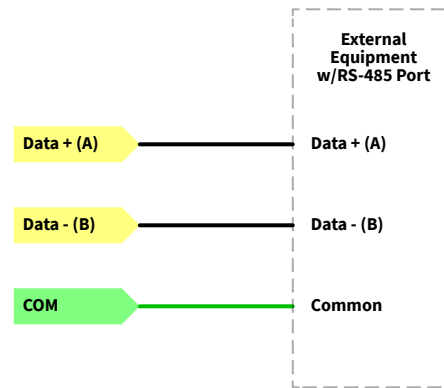 External
Equipment
w/RS-485 Port
Data + (A)
Data + (A)
Data - (B)
Data - (B)
COM
Common